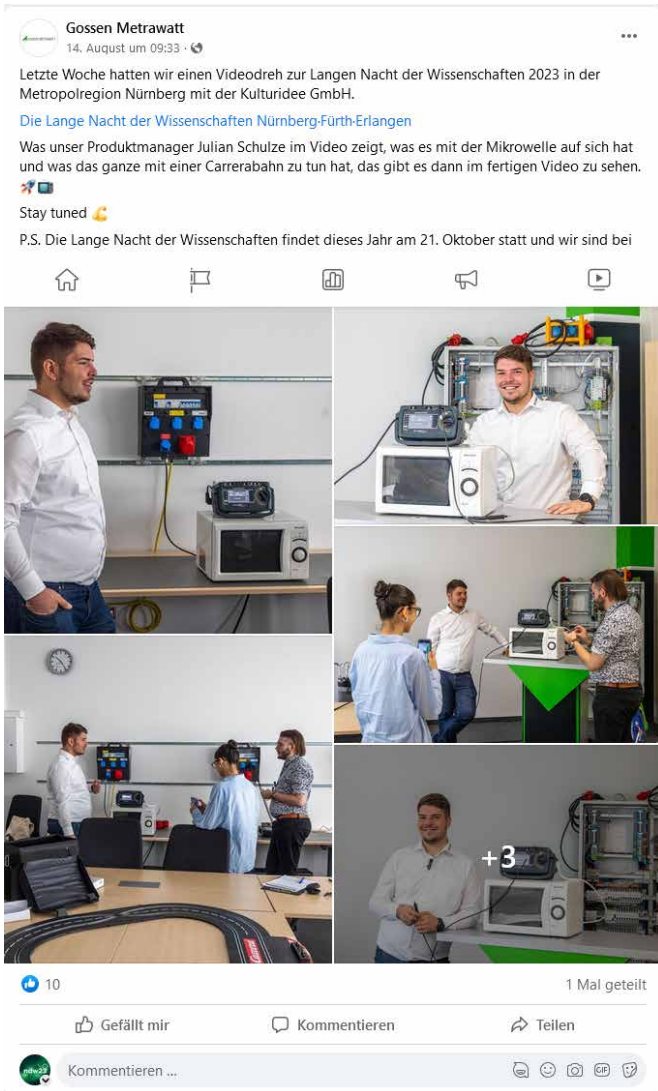 Gossen Metrawatt
14. August um 09:33 ·
Letzte Woche hatten wir einen Videodreh zur Langen Nacht der Wissenschaften 2023 in der
Metropolregion Nürnberg mit der Kulturidee GmbH.
Die Lange Nacht der Wissenschaften Nürnberg-Fürth-Erlangen
Was unser Produktmanager Julian Schulze im Video zeigt, was es mit der Mikrowelle auf sich hat
und was das ganze mit einer Carrerabahn zu tun hat, das gibt es dann im fertigen Video zu sehen.
Stay tuned
P.S. Die Lange Nacht der Wissenschaften findet dieses Jahr am 21. Oktober statt und wir sind bei
+3
Carrera
10
1 Mal geteilt
Gefällt mir
Kommentieren
Teilen
ndw23
Kommentieren ...
GIF